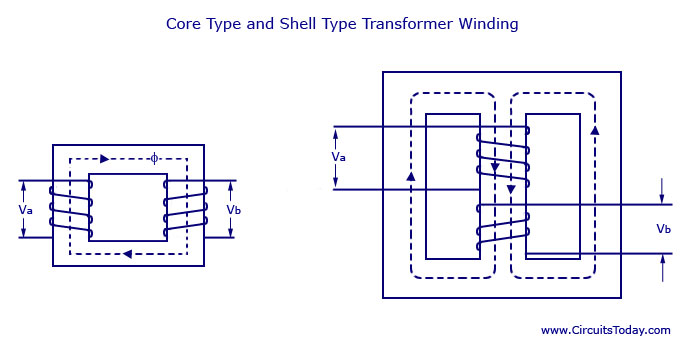 Core Type and Shell Type Transformer Winding
ϕ
Va
Vb
Va
Vb
www.CircuitsToday.com